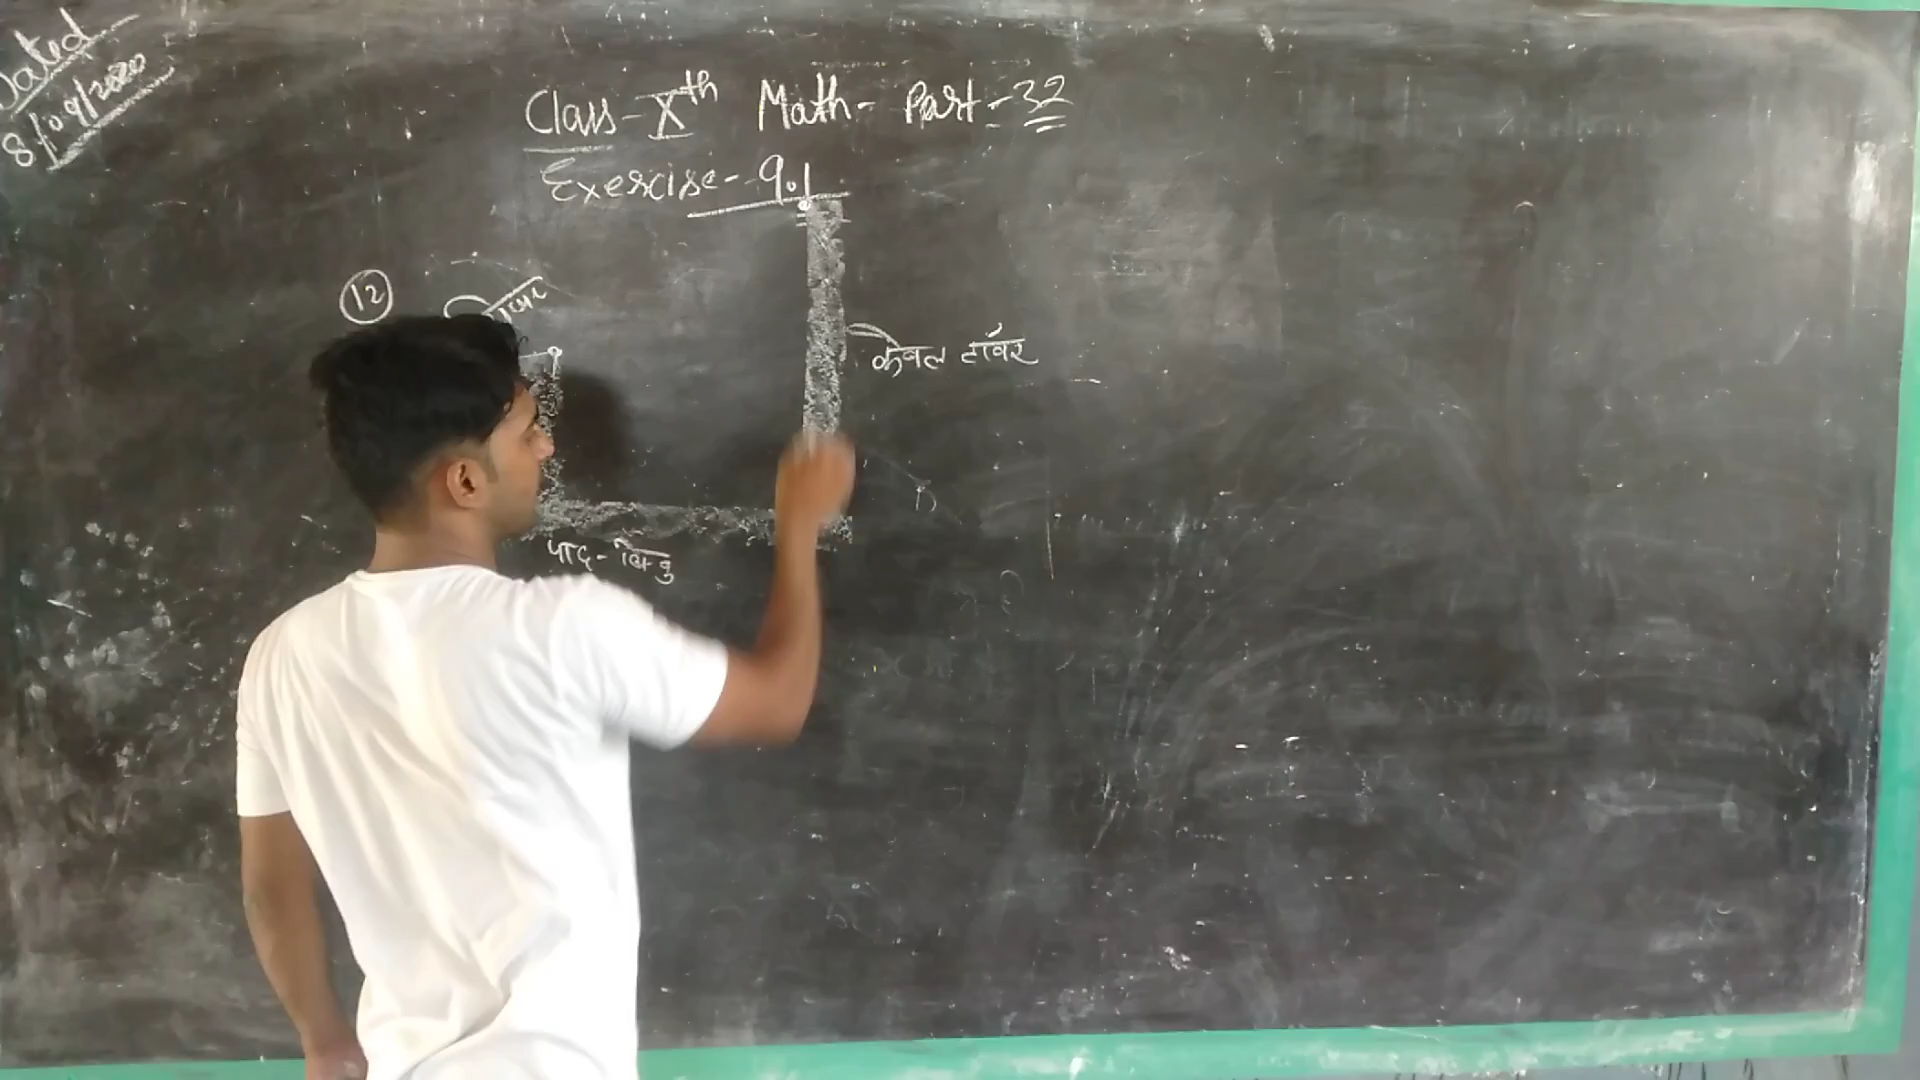 Dated
8/09/2020
Class-Xth Math- Part-32
Exercise-9.1
12
केबल टॉवर
पाद-बिन्दु